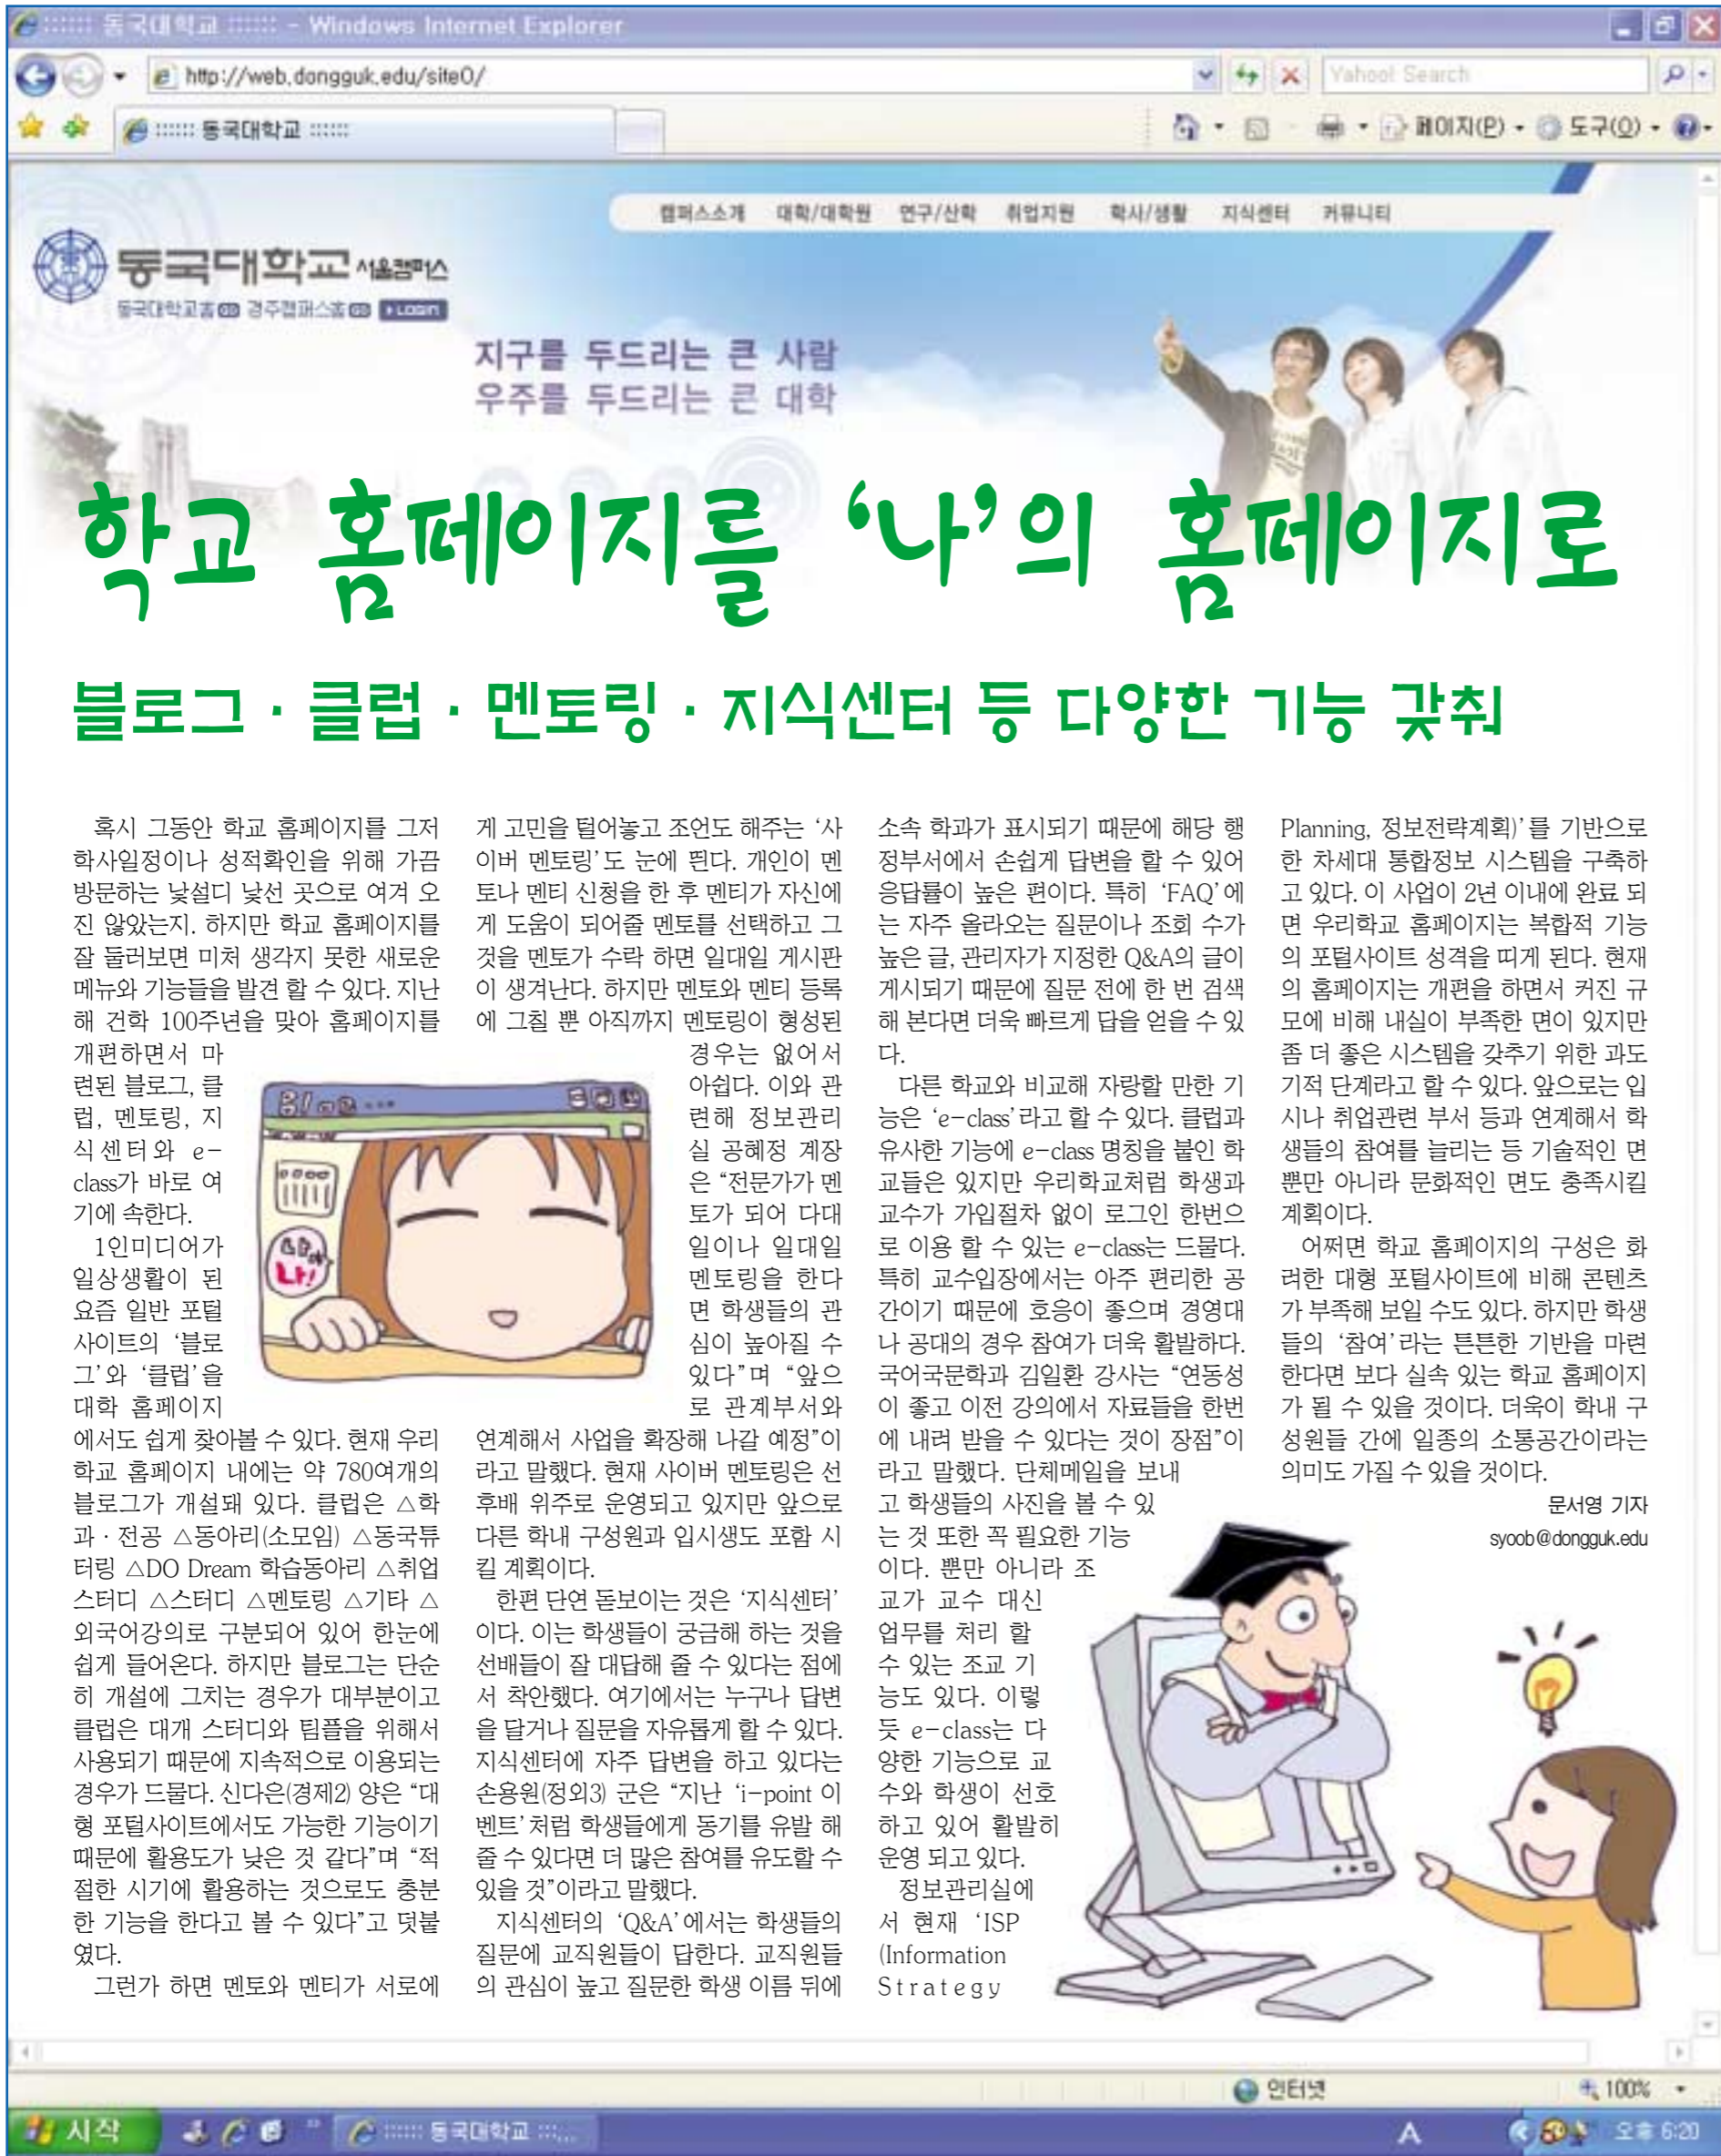 :::::: 동국대학교 :::::: - Windows Internet Explorer
http://web.dongguk.edu/site0/
Yahoo! Search
:::::: 동국대학교 ::::::
페이지(P)
도구(O)
캠퍼스소개 대학/대학원 연구/산학 취업지원 학사/생활 지식센터 커뮤니티
동국대학교 서울캠퍼스
동국대학교홈 GO 경주캠퍼스홈 GO LOGIN
지구를 두드리는 큰 사람
우주를 두드리는 큰 대학
학교 홈페이지를 ‘나’의 홈페이지로
블로그 · 클럽 · 멘토링 · 지식센터 등 다양한 기능 갖춰
혹시 그동안 학교 홈페이지를 그저
학사일정이나 성적확인을 위해 가끔
방문하는 낯설디 낯선 곳으로 여겨 오
진 않았는지. 하지만 학교 홈페이지를
잘 둘러보면 미처 생각지 못한 새로운
메뉴와 기능들을 발견 할 수 있다. 지난
해 건학 100주년을 맞아 홈페이지를
개편하면서 마
련된 블로그, 클
럽, 멘토링, 지
식센터와 e-
class가 바로 여
기에 속한다.
1인미디어가
일상생활이 된
요즘 일반 포털
사이트의 ‘블로
그’와 ‘클럽’을
대학 홈페이지
에서도 쉽게 찾아볼 수 있다. 현재 우리
학교 홈페이지 내에는 약 780여개의
블로그가 개설돼 있다. 클럽은 △학
과 · 전공 △동아리(소모임) △동국튜
터링 △DO Dream 학습동아리 △취업
스터디 △스터디 △멘토링 △기타 △
외국어강의로 구분되어 있어 한눈에
쉽게 들어온다. 하지만 블로그는 단순
히 개설에 그치는 경우가 대부분이고
클럽은 대개 스터디와 팀플을 위해서
사용되기 때문에 지속적으로 이용되는
경우가 드물다. 신다은(경제2) 양은 “대
형 포털사이트에서도 가능한 기능이기
때문에 활용도가 낮은 것 같다”며 “적
절한 시기에 활용하는 것으로도 충분
한 기능을 한다고 볼 수 있다”고 덧붙
였다.
그런가 하면 멘토와 멘티가 서로에
게 고민을 털어놓고 조언도 해주는 ‘사
이버 멘토링’도 눈에 띈다. 개인이 멘
토나 멘티 신청을 한 후 멘티가 자신에
게 도움이 되어줄 멘토를 선택하고 그
것을 멘토가 수락 하면 일대일 게시판
이 생겨난다. 하지만 멘토와 멘티 등록
에 그칠 뿐 아직까지 멘토링이 형성된
경우는 없어서
아쉽다. 이와 관
련해 정보관리
실 공혜정 계장
은 “전문가가 멘
토가 되어 다대
일이나 일대일
멘토링을 한다
면 학생들의 관
심이 높아질 수
있다”며 “앞으
로 관계부서와
연계해서 사업을 확장해 나갈 예정”이
라고 말했다. 현재 사이버 멘토링은 선
후배 위주로 운영되고 있지만 앞으로
다른 학내 구성원과 입시생도 포함 시
킬 계획이다.
한편 단연 돋보이는 것은 ‘지식센터’
이다. 이는 학생들이 궁금해 하는 것을
선배들이 잘 대답해 줄 수 있다는 점에
서 착안했다. 여기에서는 누구나 답변
을 달거나 질문을 자유롭게 할 수 있다.
지식센터에 자주 답변을 하고 있다는
손용원(정외3) 군은 “지난 ‘i-point 이
벤트’처럼 학생들에게 동기를 유발 해
줄 수 있다면 더 많은 참여를 유도할 수
있을 것”이라고 말했다.
지식센터의 ‘Q&A’에서는 학생들의
질문에 교직원들이 답한다. 교직원들
의 관심이 높고 질문한 학생 이름 뒤에
소속 학과가 표시되기 때문에 해당 행
정부서에서 손쉽게 답변을 할 수 있어
응답률이 높은 편이다. 특히 ‘FAQ’에
는 자주 올라오는 질문이나 조회 수가
높은 글, 관리자가 지정한 Q&A의 글이
게시되기 때문에 질문 전에 한 번 검색
해 본다면 더욱 빠르게 답을 얻을 수 있
다.
다른 학교와 비교해 자랑할 만한 기
능은 ‘e-class’라고 할 수 있다. 클럽과
유사한 기능에 e-class 명칭을 붙인 학
교들은 있지만 우리학교처럼 학생과
교수가 가입절차 없이 로그인 한번으
로 이용 할 수 있는 e-class는 드물다.
특히 교수입장에서는 아주 편리한 공
간이기 때문에 호응이 좋으며 경영대
나 공대의 경우 참여가 더욱 활발하다.
국어국문학과 김일환 강사는 “연동성
이 좋고 이전 강의에서 자료들을 한번
에 내려 받을 수 있다는 것이 장점”이
라고 말했다. 단체메일을 보내
고 학생들의 사진을 볼 수 있
는 것 또한 꼭 필요한 기능
이다. 뿐만 아니라 조
교가 교수 대신
업무를 처리 할
수 있는 조교 기
능도 있다. 이렇
듯 e-class는 다
양한 기능으로 교
수와 학생이 선호
하고 있어 활발히
운영 되고 있다.
정보관리실에
서 현재 ‘ISP
(Information
Strategy
Planning, 정보전략계획)’를 기반으로
한 차세대 통합정보 시스템을 구축하
고 있다. 이 사업이 2년 이내에 완료 되
면 우리학교 홈페이지는 복합적 기능
의 포털사이트 성격을 띠게 된다. 현재
의 홈페이지는 개편을 하면서 커진 규
모에 비해 내실이 부족한 면이 있지만
좀 더 좋은 시스템을 갖추기 위한 과도
기적 단계라고 할 수 있다. 앞으로는 입
시나 취업관련 부서 등과 연계해서 학
생들의 참여를 늘리는 등 기술적인 면
뿐만 아니라 문화적인 면도 충족시킬
계획이다.
어쩌면 학교 홈페이지의 구성은 화
려한 대형 포털사이트에 비해 콘텐츠
가 부족해 보일 수도 있다. 하지만 학생
들의 ‘참여’라는 튼튼한 기반을 마련
한다면 보다 실속 있는 학교 홈페이지
가 될 수 있을 것이다. 더욱이 학내 구
성원들 간에 일종의 소통공간이라는
의미도 가질 수 있을 것이다.
문서영 기자
syoob@dongguk.edu
인터넷
100%
시작
:::::: 동국대학교 :::...
A
오후 6:20